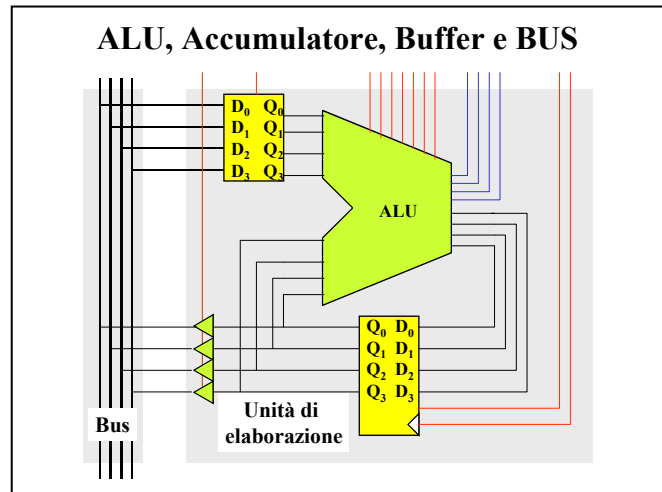 ALU, Accumulatore, Buffer e BUS
D₀ Q₀
D₁ Q₁
D₂ Q₂
D₃ Q₃
ALU
Q₀ D₀
Q₁ D₁
Q₂ D₂
Q₃ D₃
Bus
Unità di
elaborazione